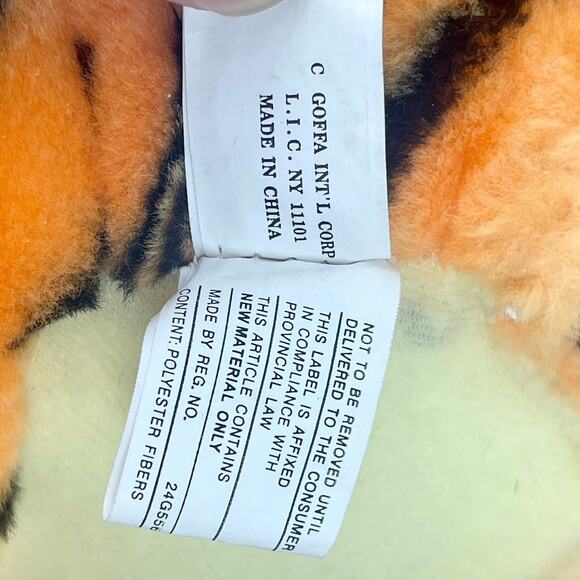 C GOFFA INT'L CORP
L.I.C. NY 11101
MADE IN CHINA
NOT TO BE REMOVED UNTIL
DELIVERED TO THE CONSUMER
THIS LABEL IS AFFIXED
IN COMPLIANCE WITH
PROVINCIAL LAW
THIS ARTICLE CONTAINS
NEW MATERIAL ONLY
MADE BY REG. NO.
CONTENT: POLYESTER FIBERS